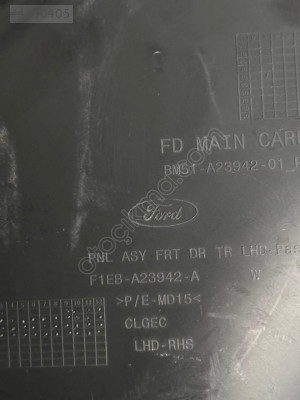 FD MAIN CAR
BM51-A23942-01
Ford
PNL ASY FRT DR TR LHD
F1EB-A23942-A W
>P/E-MD15<
CLGEC
LHD-RHS